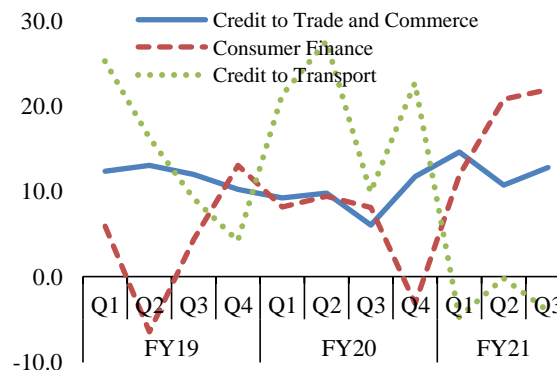 30.0
Credit to Trade and Commerce
Consumer Finance
20.0
Credit to Transport
10.0
0.0
Q1 Q2 Q3 Q4 Q1 Q2 Q3 Q4 Q1 Q2 Q3
FY19 FY20 FY21
-10.0